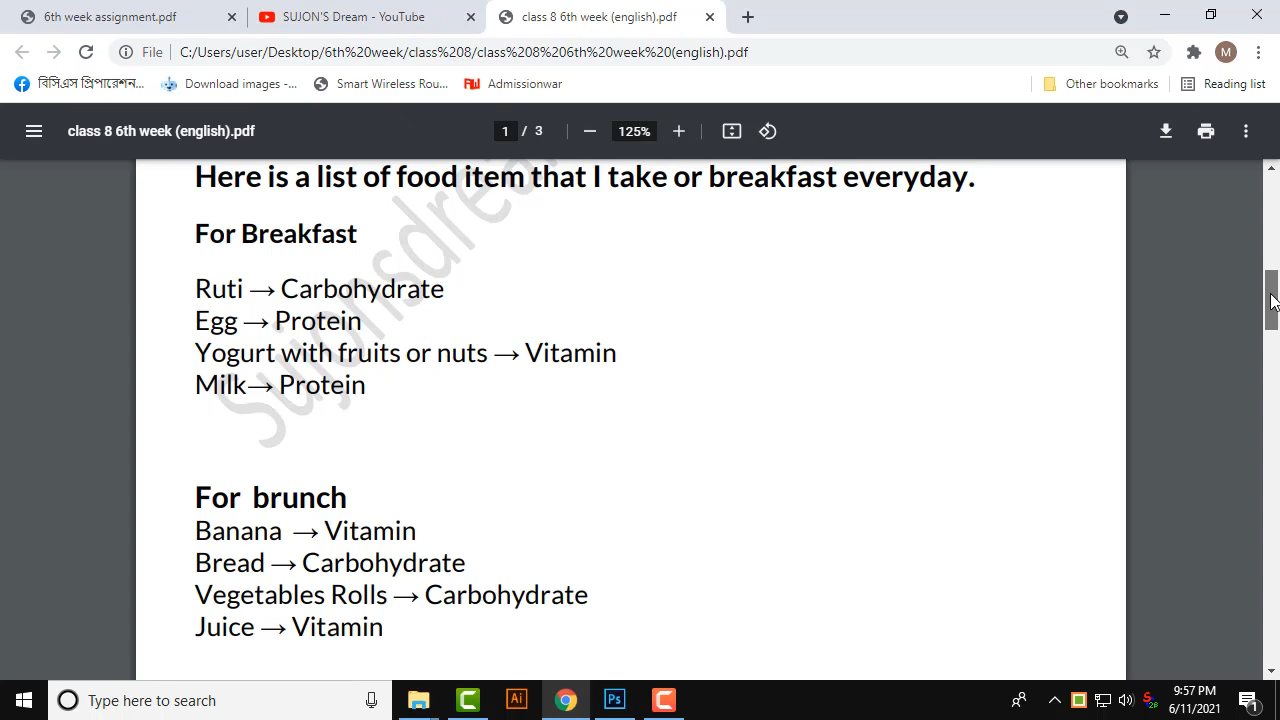 6th week assignment.pdf
SUJON'S Dream - YouTube
class 8 6th week (english).pdf
File
C:/Users/user/Desktop/6th%20week/class%208/class%208%206th%20week%20(english).pdf
M
বিসিএস প্রিপারেশন...
Download images -...
Smart Wireless Rou...
Admissionwar
Other bookmarks
Reading list
class 8 6th week (english).pdf
1 / 3
125%
Here is a list of food item that I take or breakfast everyday.
For Breakfast
Ruti → Carbohydrate
Egg → Protein
Yogurt with fruits or nuts → Vitamin
Milk→ Protein
For brunch
Banana → Vitamin
Bread → Carbohydrate
Vegetables Rolls → Carbohydrate
Juice → Vitamin
Sujonsdream
Type here to search
Ai
Ps
9:57 PM
6/11/2021
1